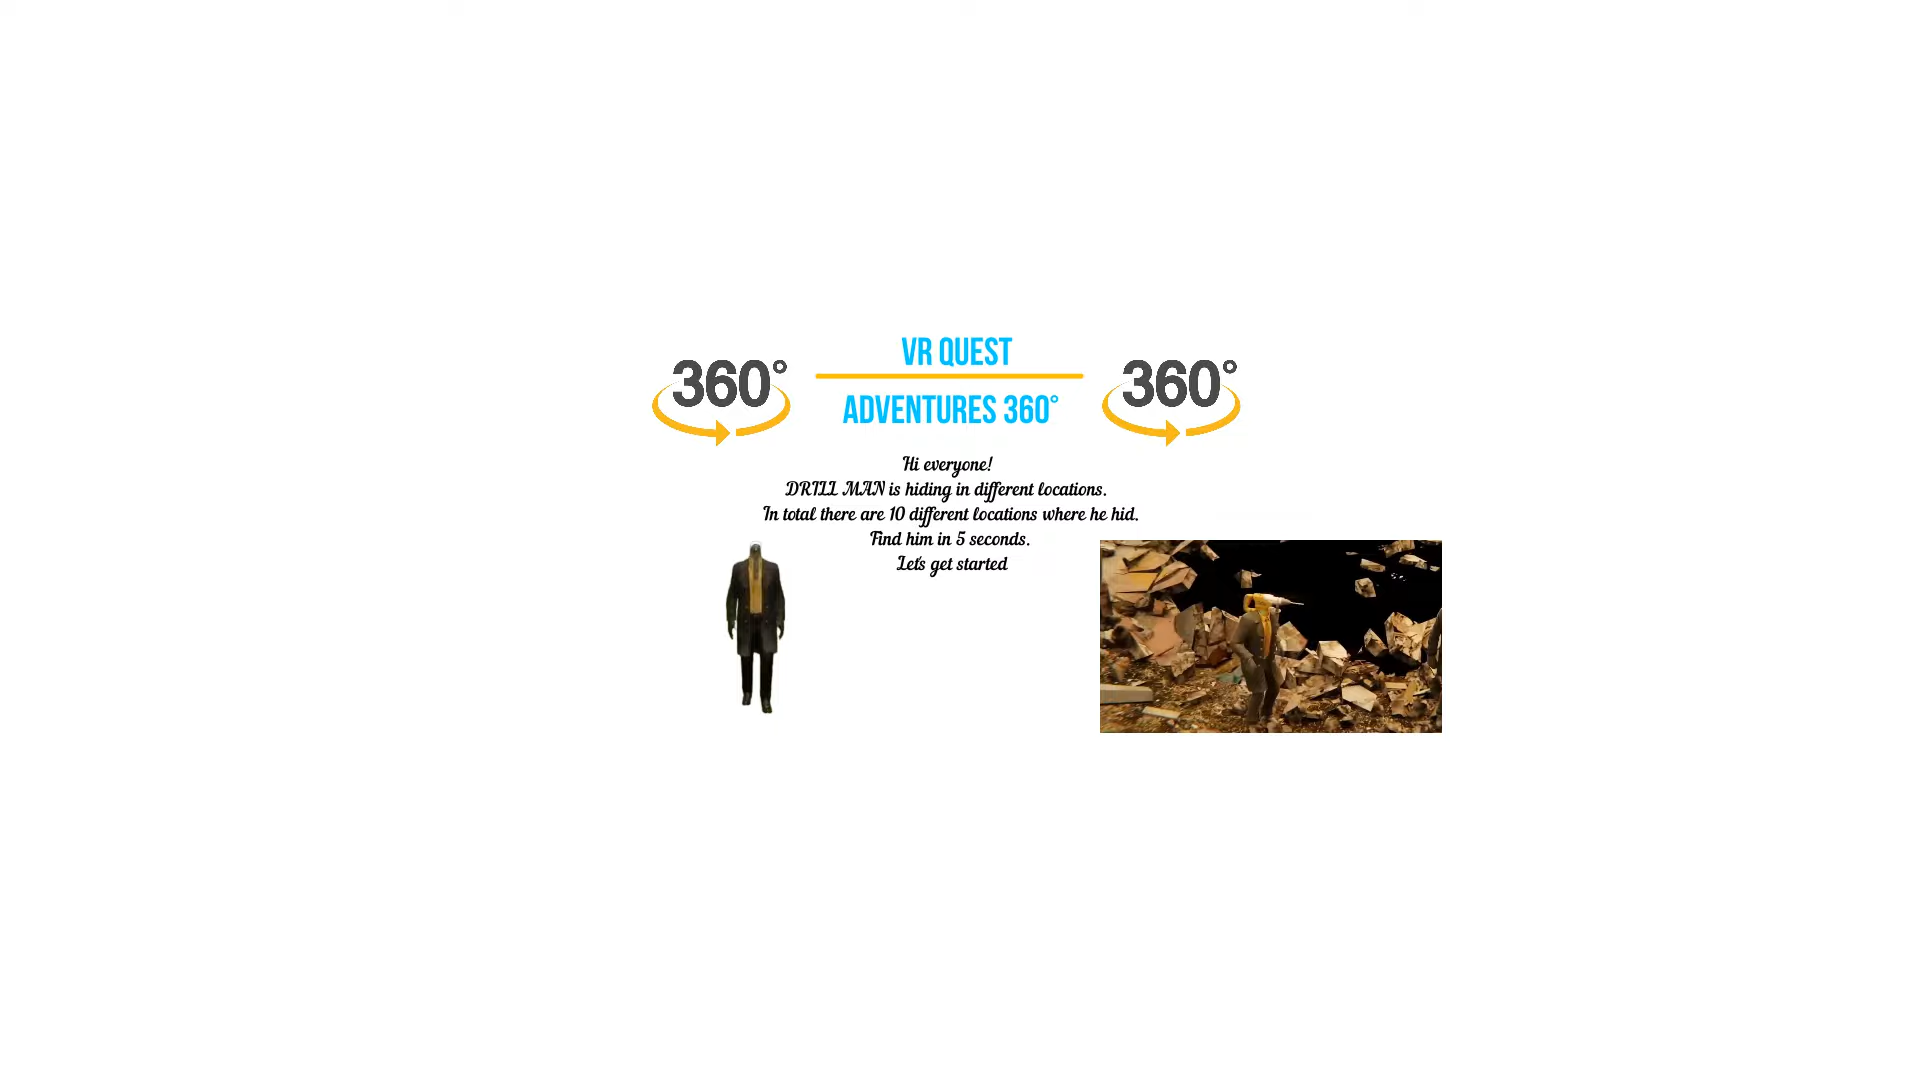 VR QUEST
360° 360°
ADVENTURES 360°
Hi everyone!
DRILL MAN is hiding in different locations.
In total there are 10 different locations where he hid.
Find him in 5 seconds.
Let's get started